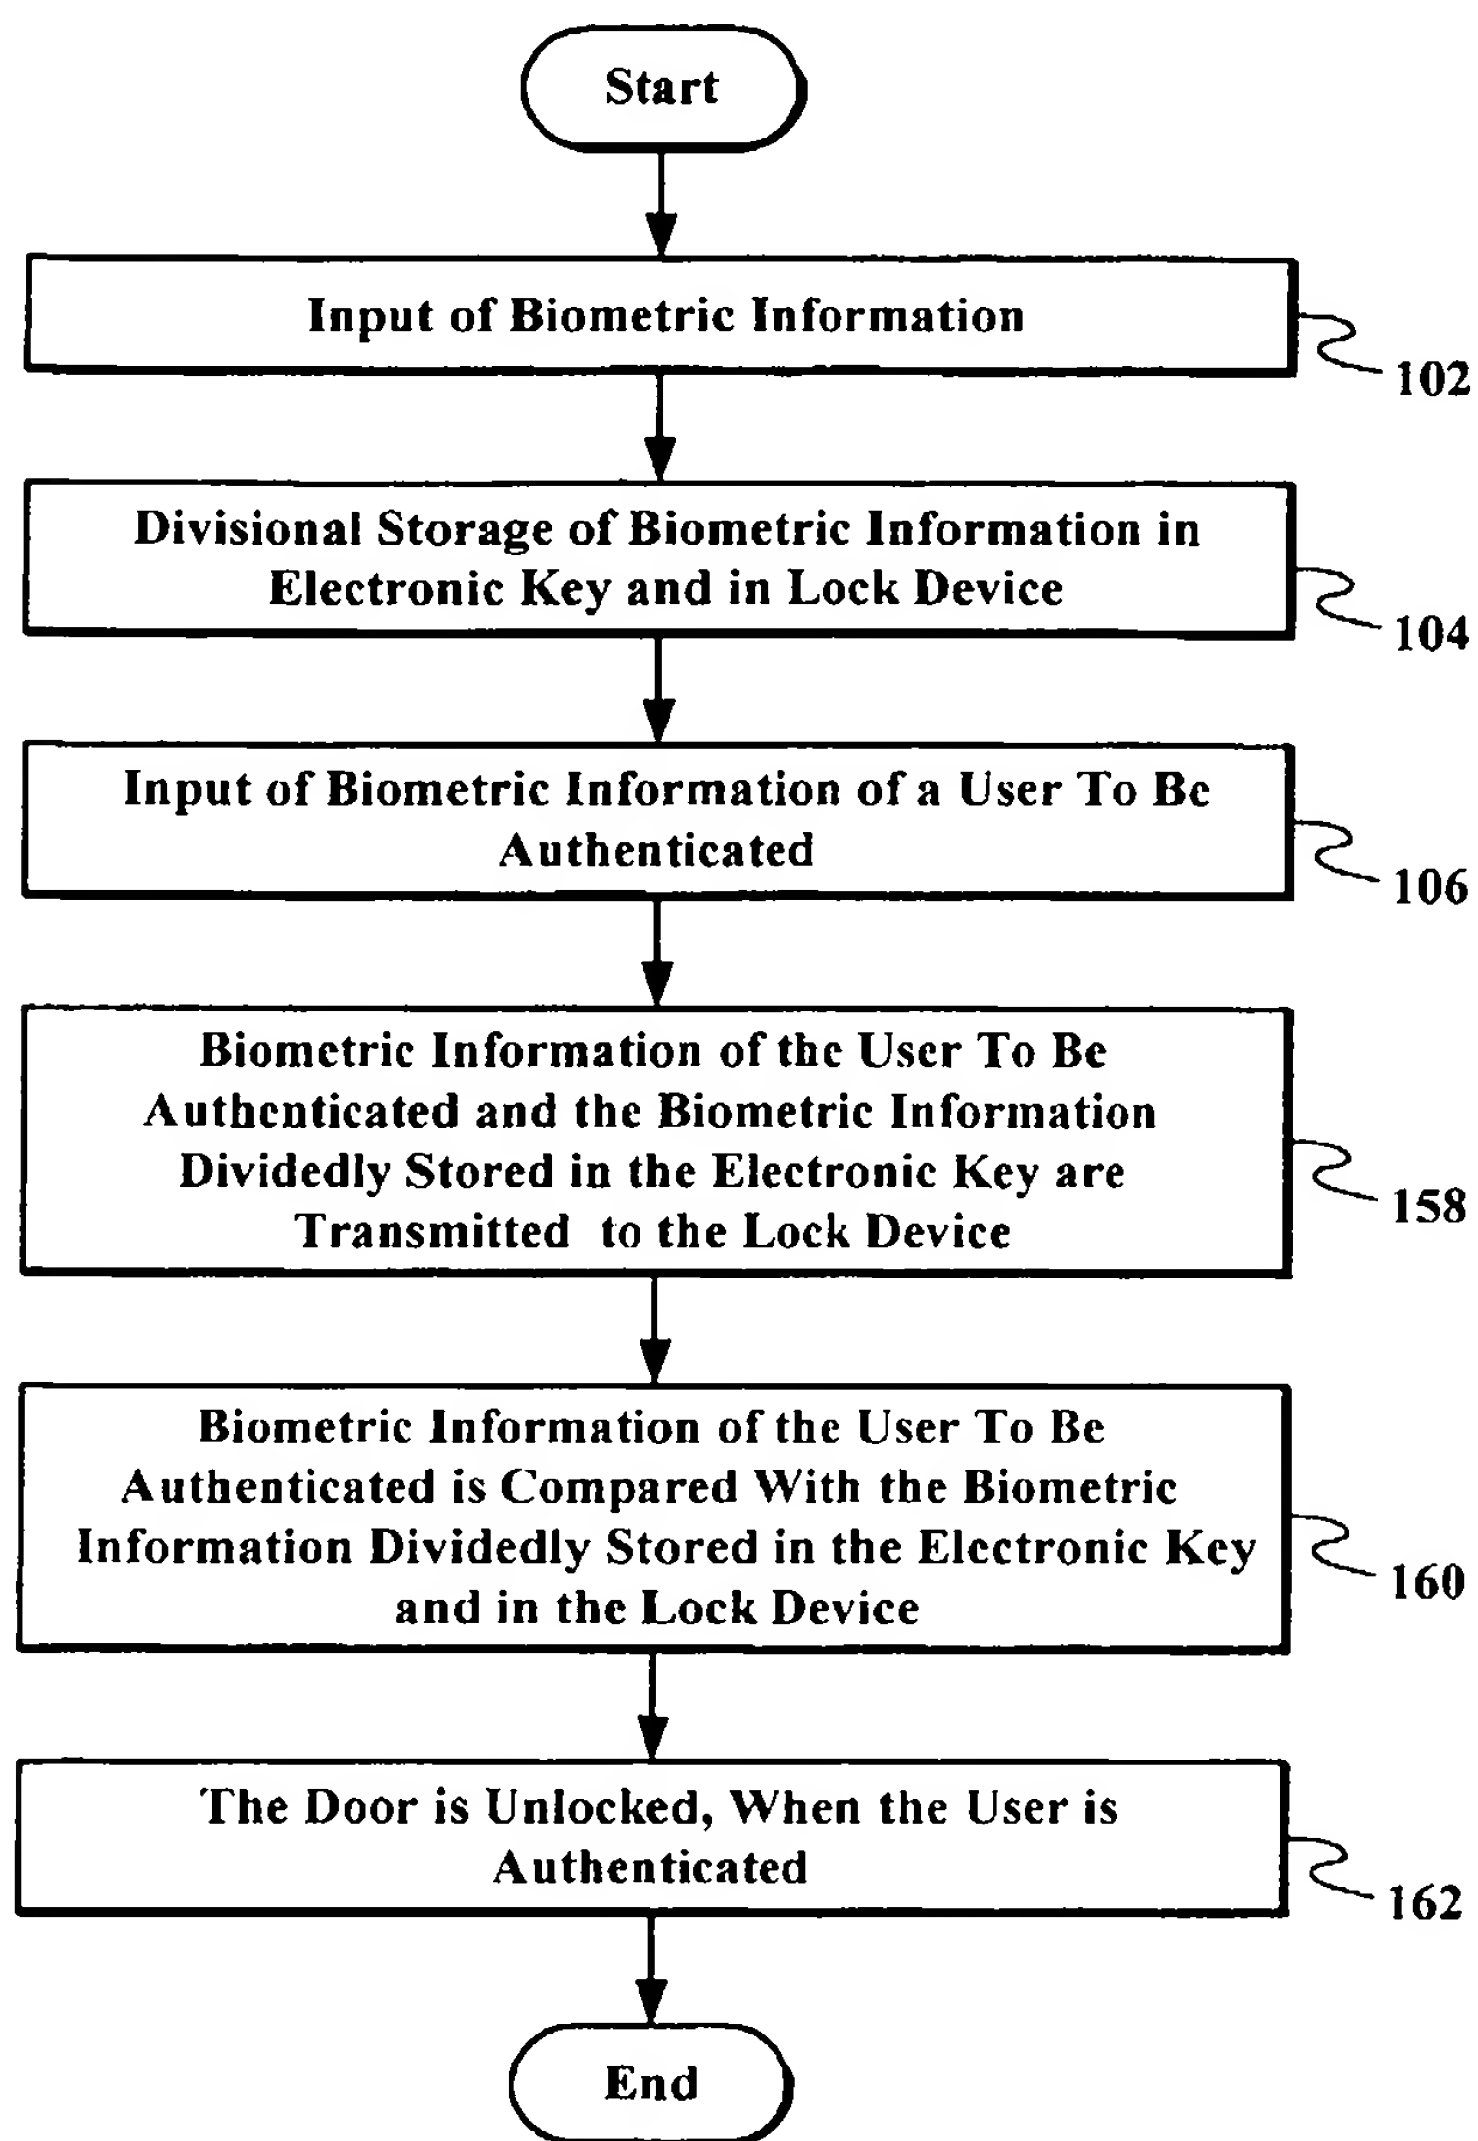 Start
Input of Biometric Information
102
Divisional Storage of Biometric Information in
Electronic Key and in Lock Device
104
Input of Biometric Information of a User To Be
Authenticated
106
Biometric Information of the User To Be
Authenticated and the Biometric Information
Dividedly Stored in the Electronic Key are
Transmitted to the Lock Device
158
Biometric Information of the User To Be
Authenticated is Compared With the Biometric
Information Dividedly Stored in the Electronic Key
and in the Lock Device
160
The Door is Unlocked, When the User is
Authenticated
162
End